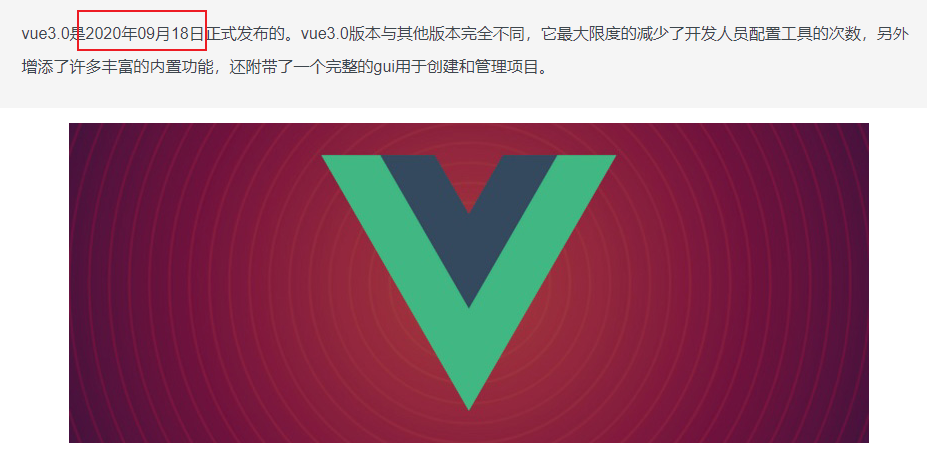 vue3.0是2020年09月18日正式发布的。vue3.0版本与其他版本完全不同，它最大限度的减少了开发人员配置工具的次数，另外
增添了许多丰富的内置功能，还附带了一个完整的gui用于创建和管理项目。